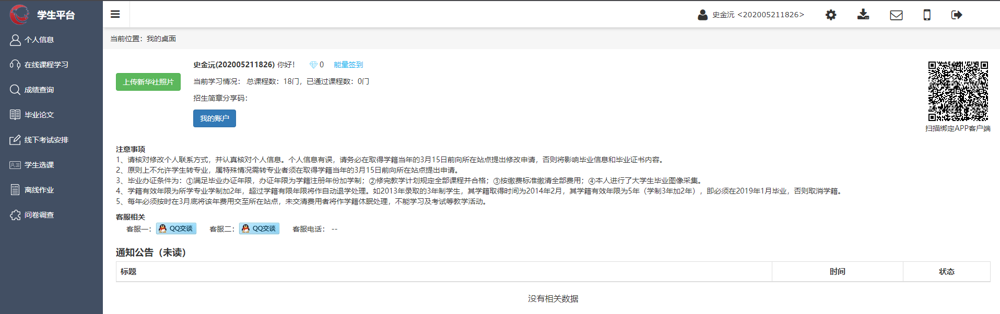 学生平台
史金沅 <202005211826>
个人信息
在线课程学习
成绩查询
毕业论文
线下考试安排
学生选课
离线作业
问卷调查
当前位置：我的桌面
上传新华社照片
史金沅(202005211826) 你好！ 0 能量签到
当前学习情况： 总课程数：18门，已通过课程数：0门
招生简章分享码：
我的账户
扫描绑定APP客户端
注意事项
1、请核对修改个人联系方式，并认真核对个人信息。个人信息有误，请务必在取得学籍当年的3月15日前向所在站点提出修改申请，否则将影响毕业信息和毕业证书内容。
2、原则上不允许学生转专业，属特殊情况需转专业者须在取得学籍当年的3月15日前向所在站点提出申请。
3、毕业办证条件为：①满足毕业办证年限，办证年限为学籍注册年份加学制；②修完教学计划规定全部课程并合格；③按缴费标准缴清全部费用；④本人进行了大学生毕业图像采集。
4、学籍有效年限为所学专业学制加2年，超过学籍有限年限将作自动退学处理。如2013年录取的3年制学生，其学籍取得时间为2014年2月，其学籍有效年限为5年（学制3年加2年），即必须在2019年1月毕业，否则取消学籍。
5、每年必须按时在3月底将该年费用交至所在站点，未交清费用者将作学籍休眠处理，不能学习及考试等教学活动。
客服相关
客服一： QQ交谈 客服二： QQ交谈 客服电话： --
通知公告（未读）
标题 时间 状态
没有相关数据